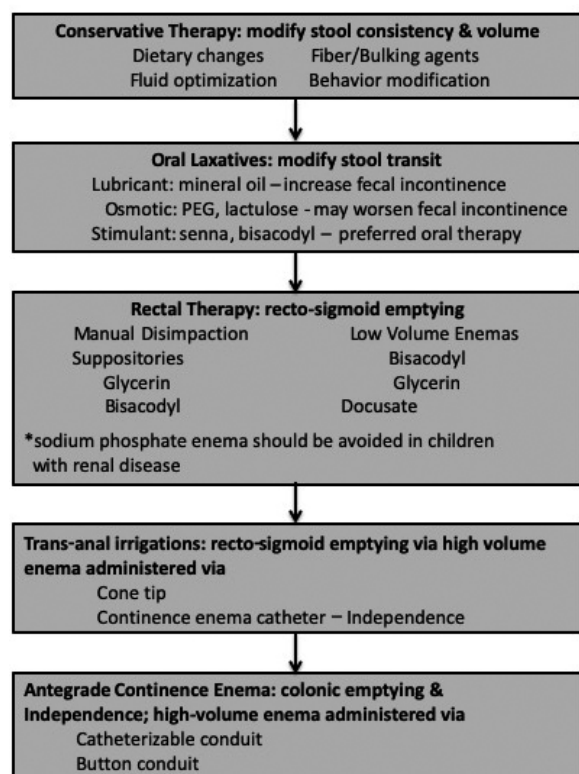 Conservative Therapy: modify stool consistency & volume
Dietary changes Fiber/Bulking agents
Fluid optimization Behavior modification
Oral Laxatives: modify stool transit
Lubricant: mineral oil – increase fecal incontinence
Osmotic: PEG, lactulose - may worsen fecal incontinence
Stimulant: senna, bisacodyl – preferred oral therapy
Rectal Therapy: recto-sigmoid emptying
Manual Disimpaction Low Volume Enemas
Suppositories Bisacodyl
Glycerin Glycerin
Bisacodyl Docusate
*sodium phosphate enema should be avoided in children
with renal disease
Trans-anal irrigations: recto-sigmoid emptying via high volume
enema administered via
Cone tip
Continence enema catheter – Independence
Antegrade Continence Enema: colonic emptying &
Independence; high-volume enema administered via
Catheterizable conduit
Button conduit